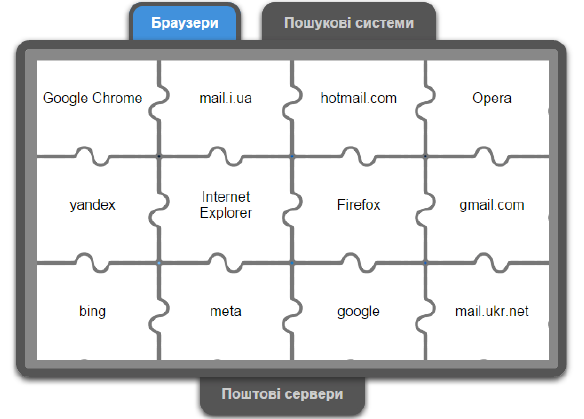 Браузери
Пошукові системи
Google Chrome
mail.i.ua
hotmail.com
Opera
yandex
Internet
Explorer
Firefox
gmail.com
bing
meta
google
mail.ukr.net
Поштові сервери